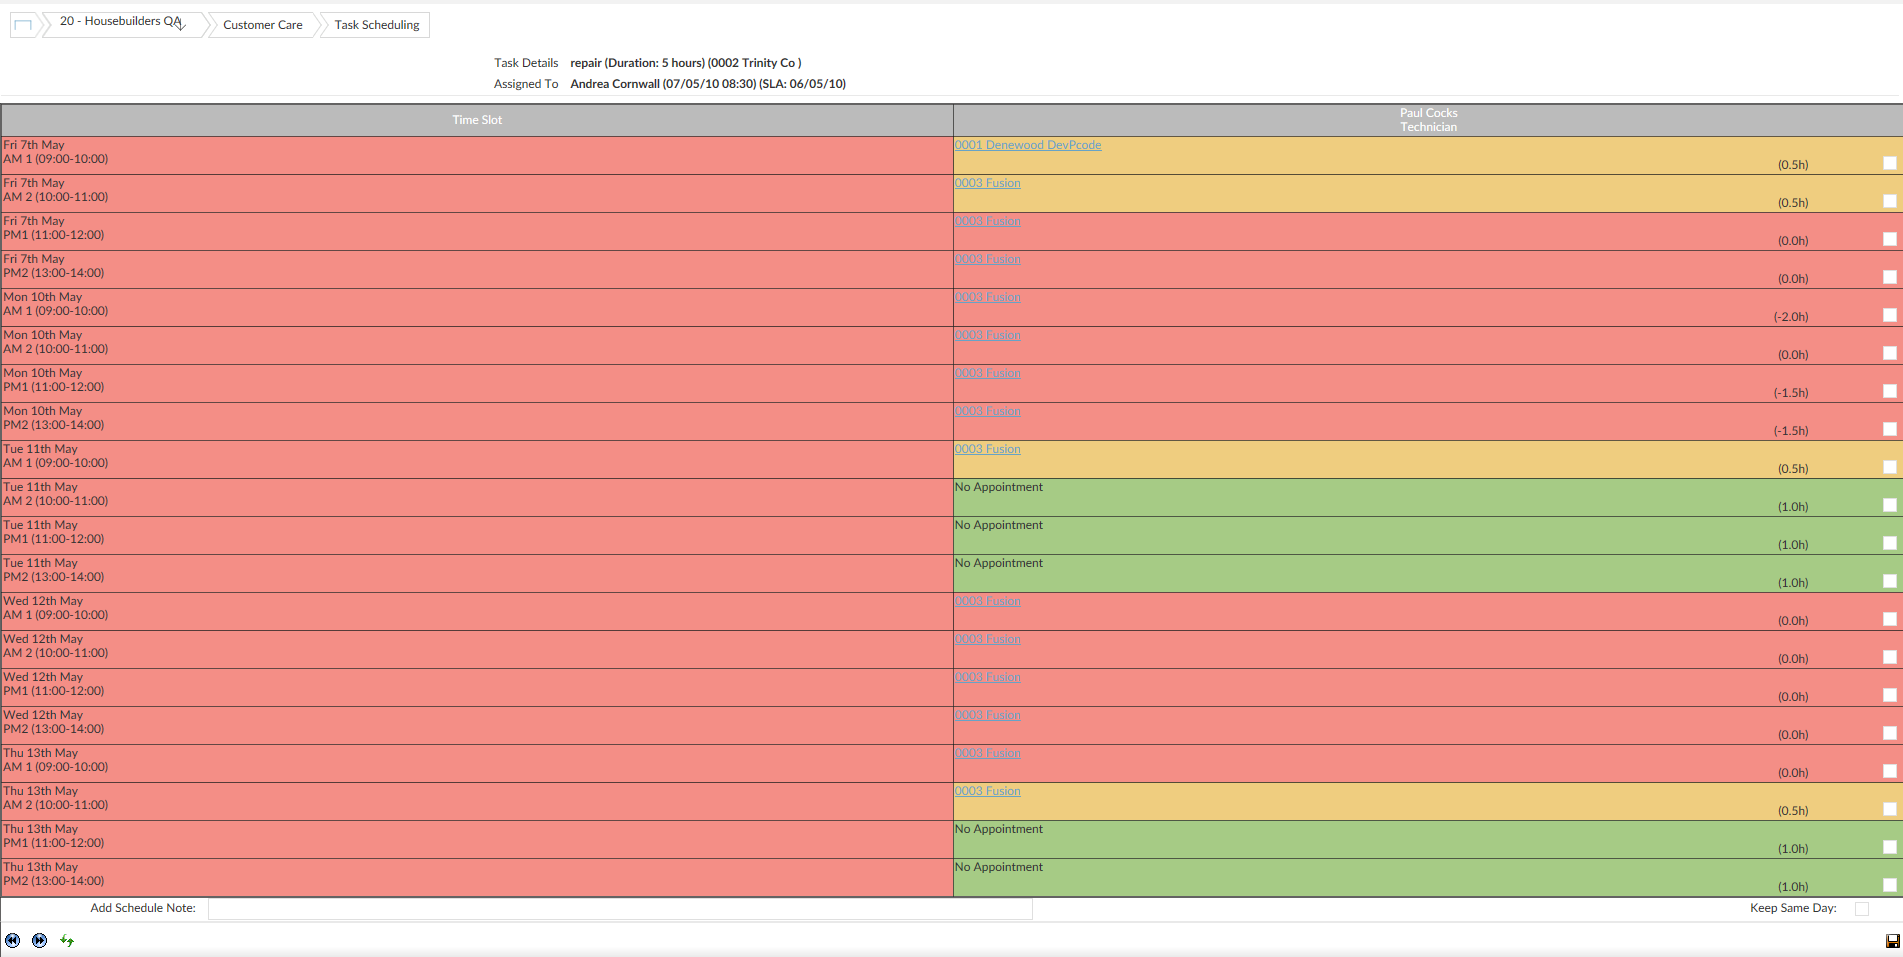 20 - Housebuilders QA
Customer Care
Task Scheduling
Task Details repair (Duration: 5 hours) (0002 Trinity Co )
Assigned To Andrea Cornwall (07/05/10 08:30) (SLA: 06/05/10)
Time Slot
Paul Cocks
Technician
Fri 7th May
AM 1 (09:00-10:00)
0001 Denewood DevPcode
(0.5h)
Fri 7th May
AM 2 (10:00-11:00)
0003 Fusion
(0.5h)
Fri 7th May
PM1 (11:00-12:00)
0003 Fusion
(0.0h)
Fri 7th May
PM2 (13:00-14:00)
0003 Fusion
(0.0h)
Mon 10th May
AM 1 (09:00-10:00)
0003 Fusion
(-2.0h)
Mon 10th May
AM 2 (10:00-11:00)
0003 Fusion
(0.0h)
Mon 10th May
PM1 (11:00-12:00)
0003 Fusion
(-1.5h)
Mon 10th May
PM2 (13:00-14:00)
0003 Fusion
(-1.5h)
Tue 11th May
AM 1 (09:00-10:00)
0003 Fusion
(0.5h)
Tue 11th May
AM 2 (10:00-11:00)
No Appointment
(1.0h)
Tue 11th May
PM1 (11:00-12:00)
No Appointment
(1.0h)
Tue 11th May
PM2 (13:00-14:00)
No Appointment
(1.0h)
Wed 12th May
AM 1 (09:00-10:00)
0003 Fusion
(0.0h)
Wed 12th May
AM 2 (10:00-11:00)
0003 Fusion
(0.0h)
Wed 12th May
PM1 (11:00-12:00)
0003 Fusion
(0.0h)
Wed 12th May
PM2 (13:00-14:00)
0003 Fusion
(0.0h)
Thu 13th May
AM 1 (09:00-10:00)
0003 Fusion
(0.0h)
Thu 13th May
AM 2 (10:00-11:00)
0003 Fusion
(0.5h)
Thu 13th May
PM1 (11:00-12:00)
No Appointment
(1.0h)
Thu 13th May
PM2 (13:00-14:00)
No Appointment
(1.0h)
Add Schedule Note:
Keep Same Day: